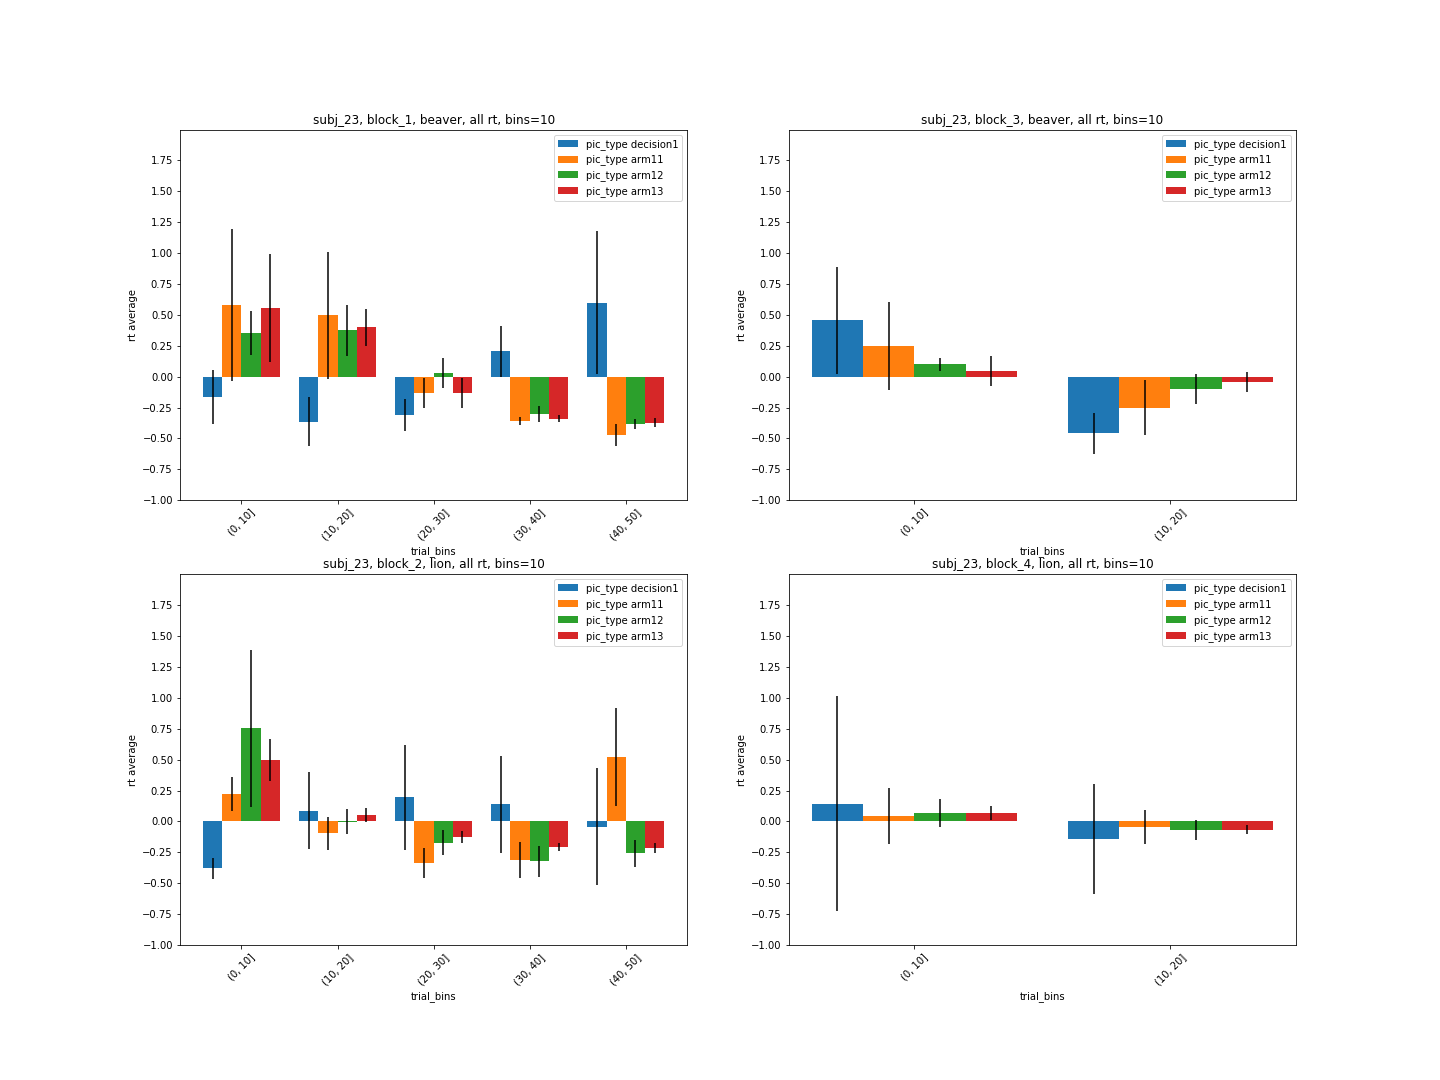 subj_23, block_1, beaver, all rt, bins=10
pic_type decision1
pic_type arm11
pic_type arm12
pic_type arm13
1.75
1.50
1.25
1.00
0.75
0.50
0.25
0.00
−0.25
−0.50
−0.75
−1.00
rt average
(0, 10]
(10, 20]
(20, 30]
(30, 40]
(40, 50]
trial_bins
subj_23, block_3, beaver, all rt, bins=10
pic_type decision1
pic_type arm11
pic_type arm12
pic_type arm13
1.75
1.50
1.25
1.00
0.75
0.50
0.25
0.00
−0.25
−0.50
−0.75
−1.00
rt average
(0, 10]
(10, 20]
trial_bins
subj_23, block_2, lion, all rt, bins=10
pic_type decision1
pic_type arm11
pic_type arm12
pic_type arm13
1.75
1.50
1.25
1.00
0.75
0.50
0.25
0.00
−0.25
−0.50
−0.75
−1.00
rt average
(0, 10]
(10, 20]
(20, 30]
(30, 40]
(40, 50]
trial_bins
subj_23, block_4, lion, all rt, bins=10
pic_type decision1
pic_type arm11
pic_type arm12
pic_type arm13
1.75
1.50
1.25
1.00
0.75
0.50
0.25
0.00
−0.25
−0.50
−0.75
−1.00
rt average
(0, 10]
(10, 20]
trial_bins